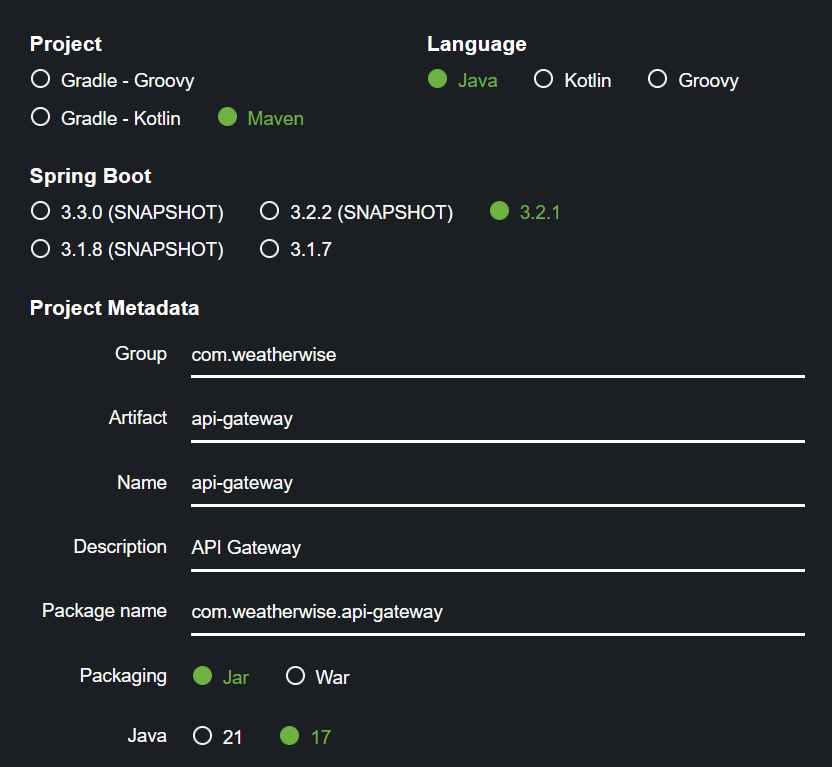 Project
Language
Gradle - Groovy
Java
Kotlin
Groovy
Gradle - Kotlin
Maven
Spring Boot
3.3.0 (SNAPSHOT)
3.2.2 (SNAPSHOT)
3.2.1
3.1.8 (SNAPSHOT)
3.1.7
Project Metadata
Group com.weatherwise
Artifact api-gateway
Name api-gateway
Description API Gateway
Package name com.weatherwise.api-gateway
Packaging Jar War
Java 21 17